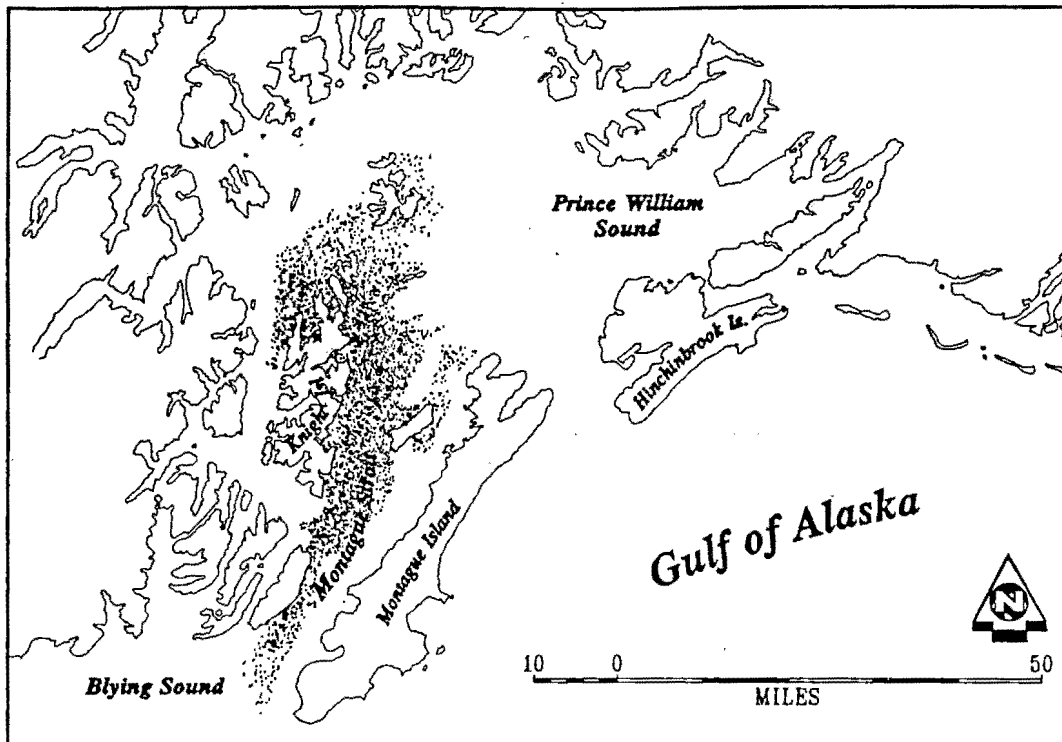 Prince William
Sound
Hinchinbrook Is.
Knight Is.
Montague Strait
Montague Island
Gulf of Alaska
N
Blying Sound
10 0 50
MILES